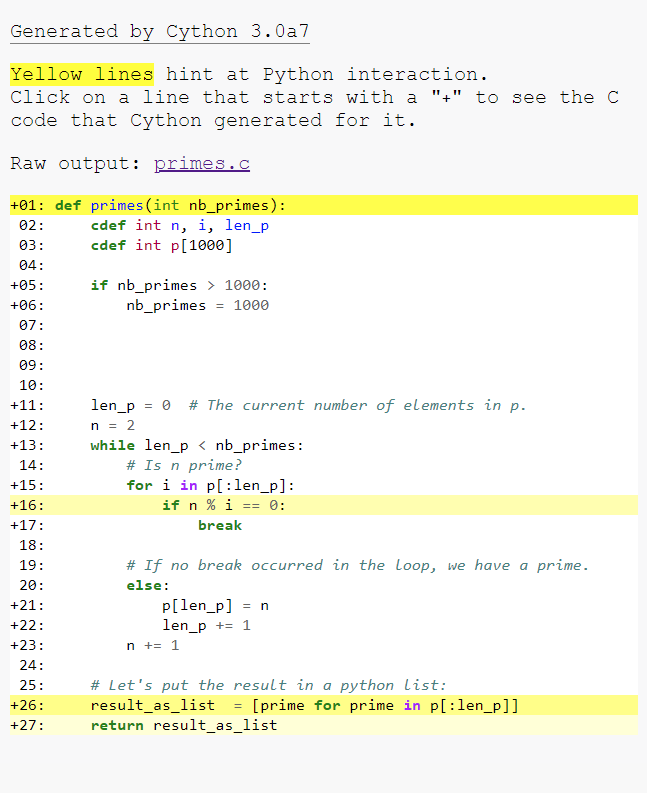 Generated by Cython 3.0a7
Yellow lines hint at Python interaction.
Click on a line that starts with a "+" to see the C
code that Cython generated for it.
Raw output: primes.c
+01: def primes(int nb_primes):
 02:     cdef int n, i, len_p
 03:     cdef int p[1000]
 04:
+05:     if nb_primes > 1000:
+06:         nb_primes = 1000
 07:
 08:
 09:
 10:
+11:     len_p = 0  # The current number of elements in p.
+12:     n = 2
+13:     while len_p < nb_primes:
 14:         # Is n prime?
+15:         for i in p[:len_p]:
+16:             if n % i == 0:
+17:                 break
 18:
 19:         # If no break occurred in the loop, we have a prime.
 20:         else:
+21:             p[len_p] = n
+22:             len_p += 1
+23:         n += 1
 24:
 25:     # Let's put the result in a python list:
+26:     result_as_list  = [prime for prime in p[:len_p]]
+27:     return result_as_list